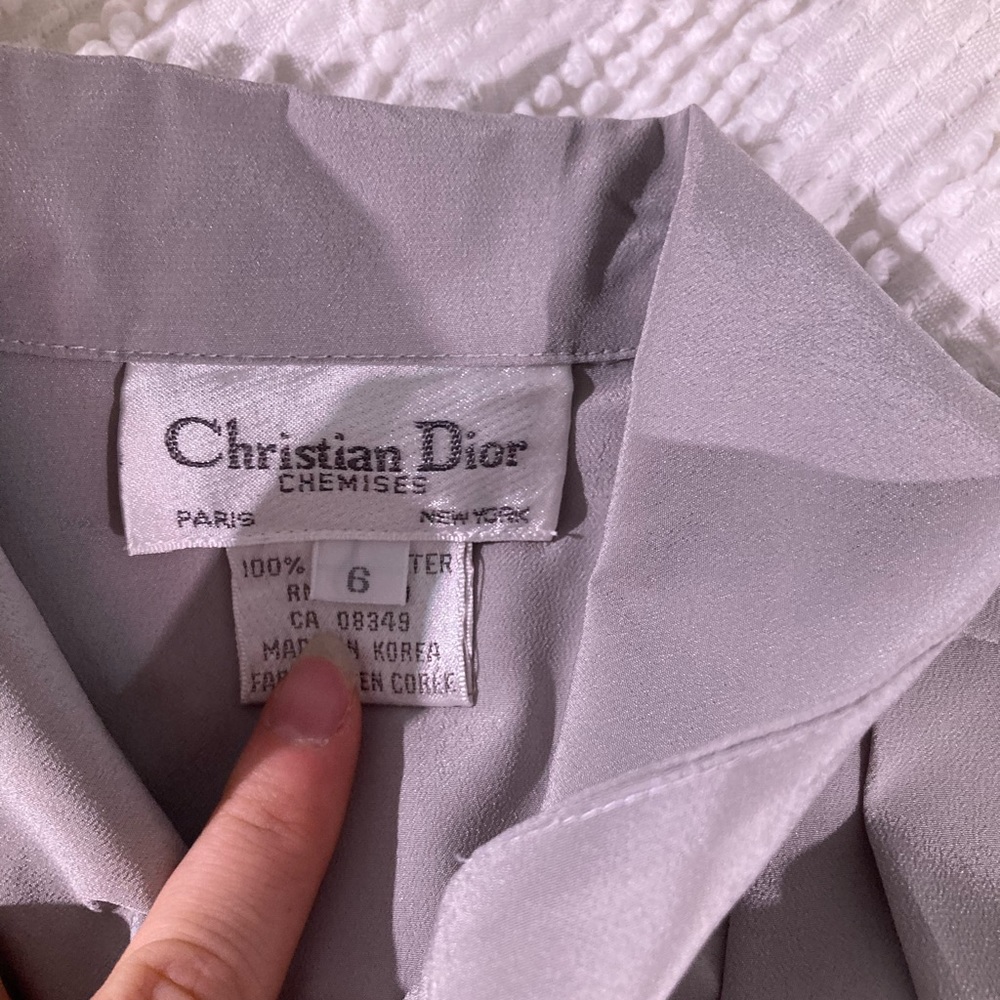 Christian Dior
CHEMISES
PARIS NEW YORK
100% TER
6
CA 08349
KOREA
EN COREE